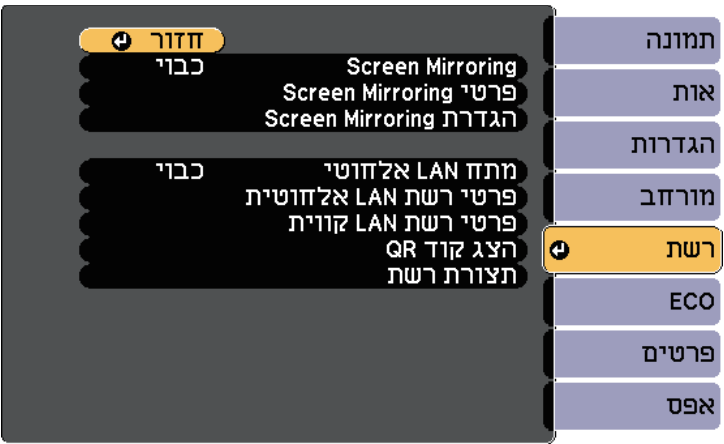 תמונה
אות
הגדרות
מורחב
רשת
ECO
פרטים
אפס
חזור
Screen Mirroring כבוי
פרטי Screen Mirroring
הגדרת Screen Mirroring
מתח LAN אלחוטי כבוי
פרטי רשת LAN אלחוטית
פרטי רשת LAN קווית
הצג קוד QR
תצורת רשת